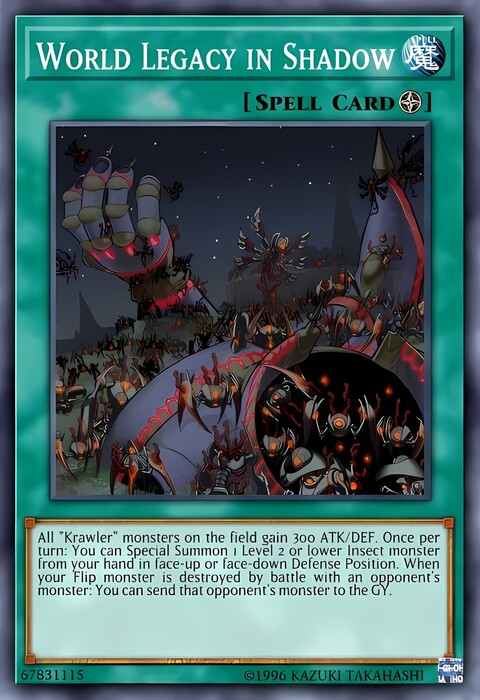 WORLD LEGACY IN SHADOW 魔
[SPELL CARD]
All "Krawler" monsters on the field gain 300 ATK/DEF. Once per
turn: You can Special Summon 1 Level 2 or lower Insect monster
from your hand in face-up or face-down Defense Position. When
your Flip monster is destroyed by battle with an opponent's
monster: You can send that opponent's monster to the GY.
67831115
©1996 KAZUKI TAKAHASHI